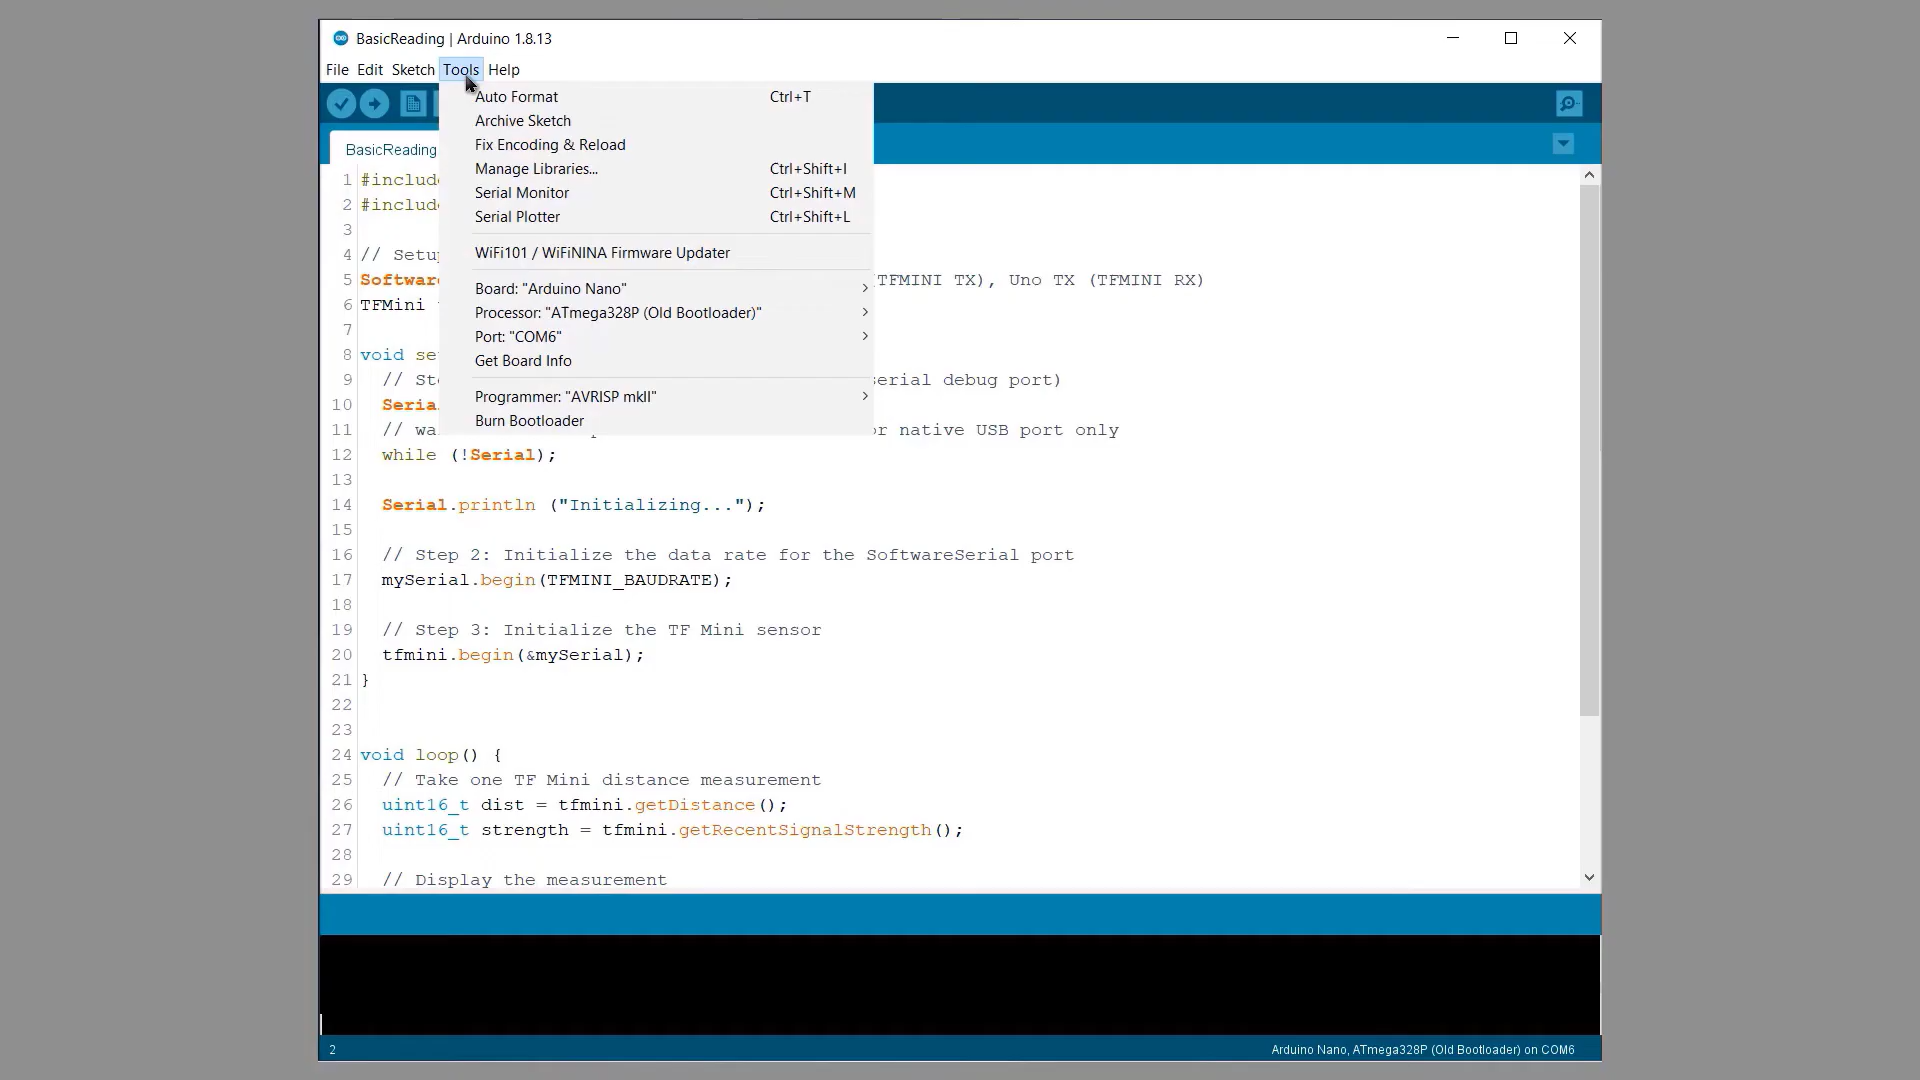 BasicReading | Arduino 1.8.13
File Edit Sketch Tools Help
Auto Format Ctrl+T
Archive Sketch
Fix Encoding & Reload
Manage Libraries... Ctrl+Shift+I
Serial Monitor Ctrl+Shift+M
Serial Plotter Ctrl+Shift+L
WiFi101 / WiFiNINA Firmware Updater
Board: "Arduino Nano"
Processor: "ATmega328P (Old Bootloader)"
Port: "COM6"
Get Board Info
Programmer: "AVRISP mkII"
Burn Bootloader
BasicReading
1 #include
2 #include
3
4 // Setup
5 Software TFMINI TX), Uno TX (TFMINI RX)
6 TFMini
7
8 void se
9 // Ste serial debug port)
10 Seria
11 // wa or native USB port only
12 while (!Serial);
13
14 Serial.println ("Initializing...");
15
16 // Step 2: Initialize the data rate for the SoftwareSerial port
17 mySerial.begin(TFMINI_BAUDRATE);
18
19 // Step 3: Initialize the TF Mini sensor
20 tfmini.begin(&mySerial);
21 }
22
23
24 void loop() {
25 // Take one TF Mini distance measurement
26 uint16_t dist = tfmini.getDistance();
27 uint16_t strength = tfmini.getRecentSignalStrength();
28
29 // Display the measurement
2 Arduino Nano, ATmega328P (Old Bootloader) on COM6